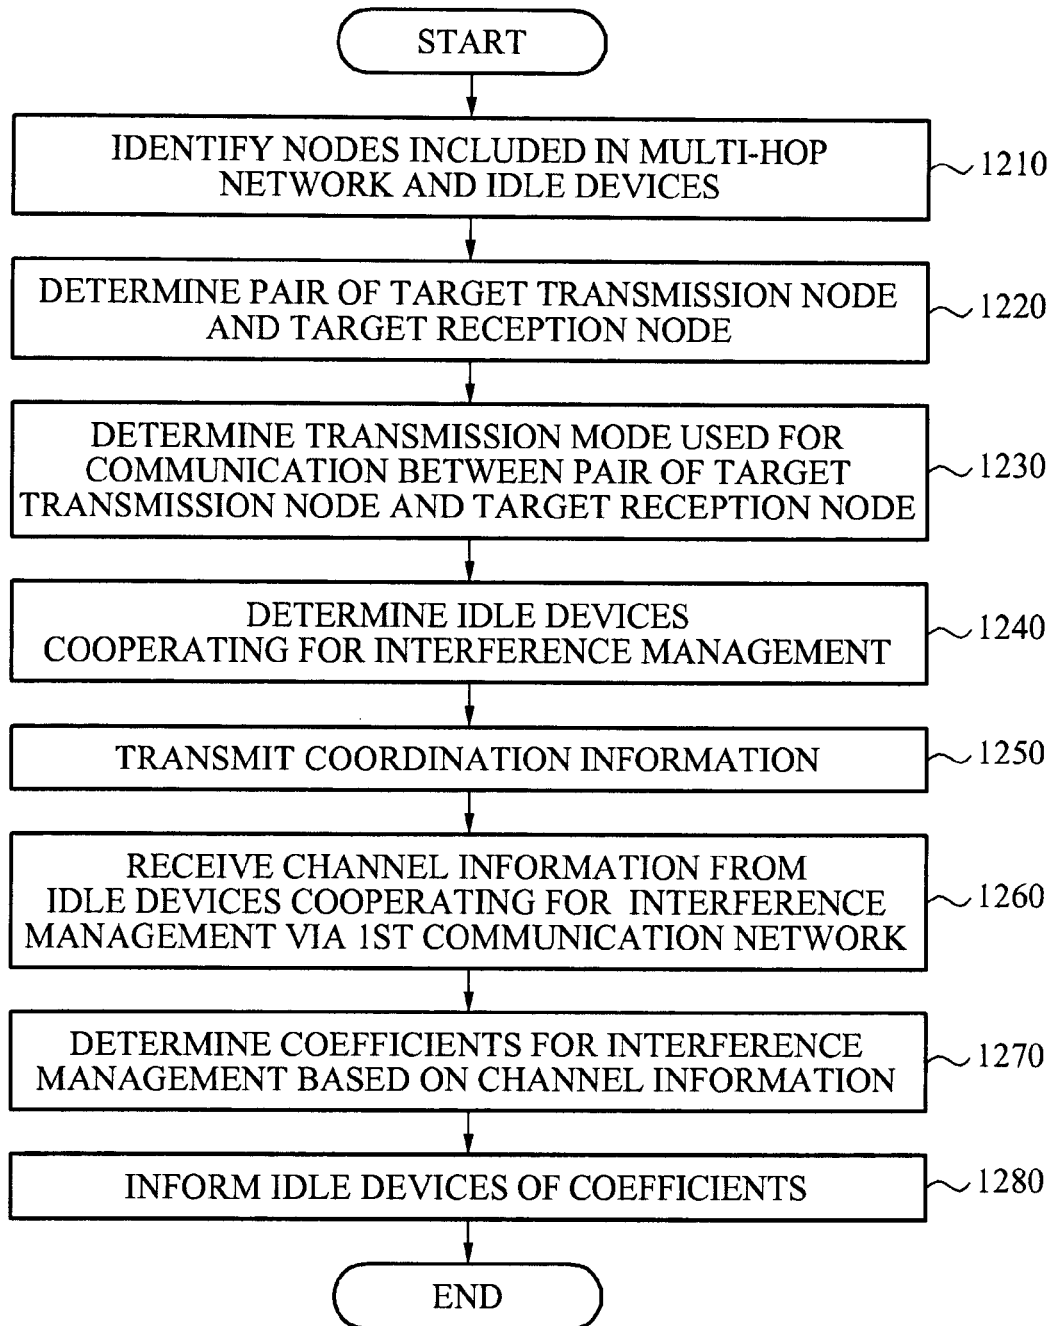 START
IDENTIFY NODES INCLUDED IN MULTI-HOP
NETWORK AND IDLE DEVICES
1210
DETERMINE PAIR OF TARGET TRANSMISSION NODE
AND TARGET RECEPTION NODE
1220
DETERMINE TRANSMISSION MODE USED FOR
COMMUNICATION BETWEEN PAIR OF TARGET
TRANSMISSION NODE AND TARGET RECEPTION NODE
1230
DETERMINE IDLE DEVICES
COOPERATING FOR INTERFERENCE MANAGEMENT
1240
TRANSMIT COORDINATION INFORMATION
1250
RECEIVE CHANNEL INFORMATION FROM
IDLE DEVICES COOPERATING FOR INTERFERENCE
MANAGEMENT VIA 1ST COMMUNICATION NETWORK
1260
DETERMINE COEFFICIENTS FOR INTERFERENCE
MANAGEMENT BASED ON CHANNEL INFORMATION
1270
INFORM IDLE DEVICES OF COEFFICIENTS
1280
END